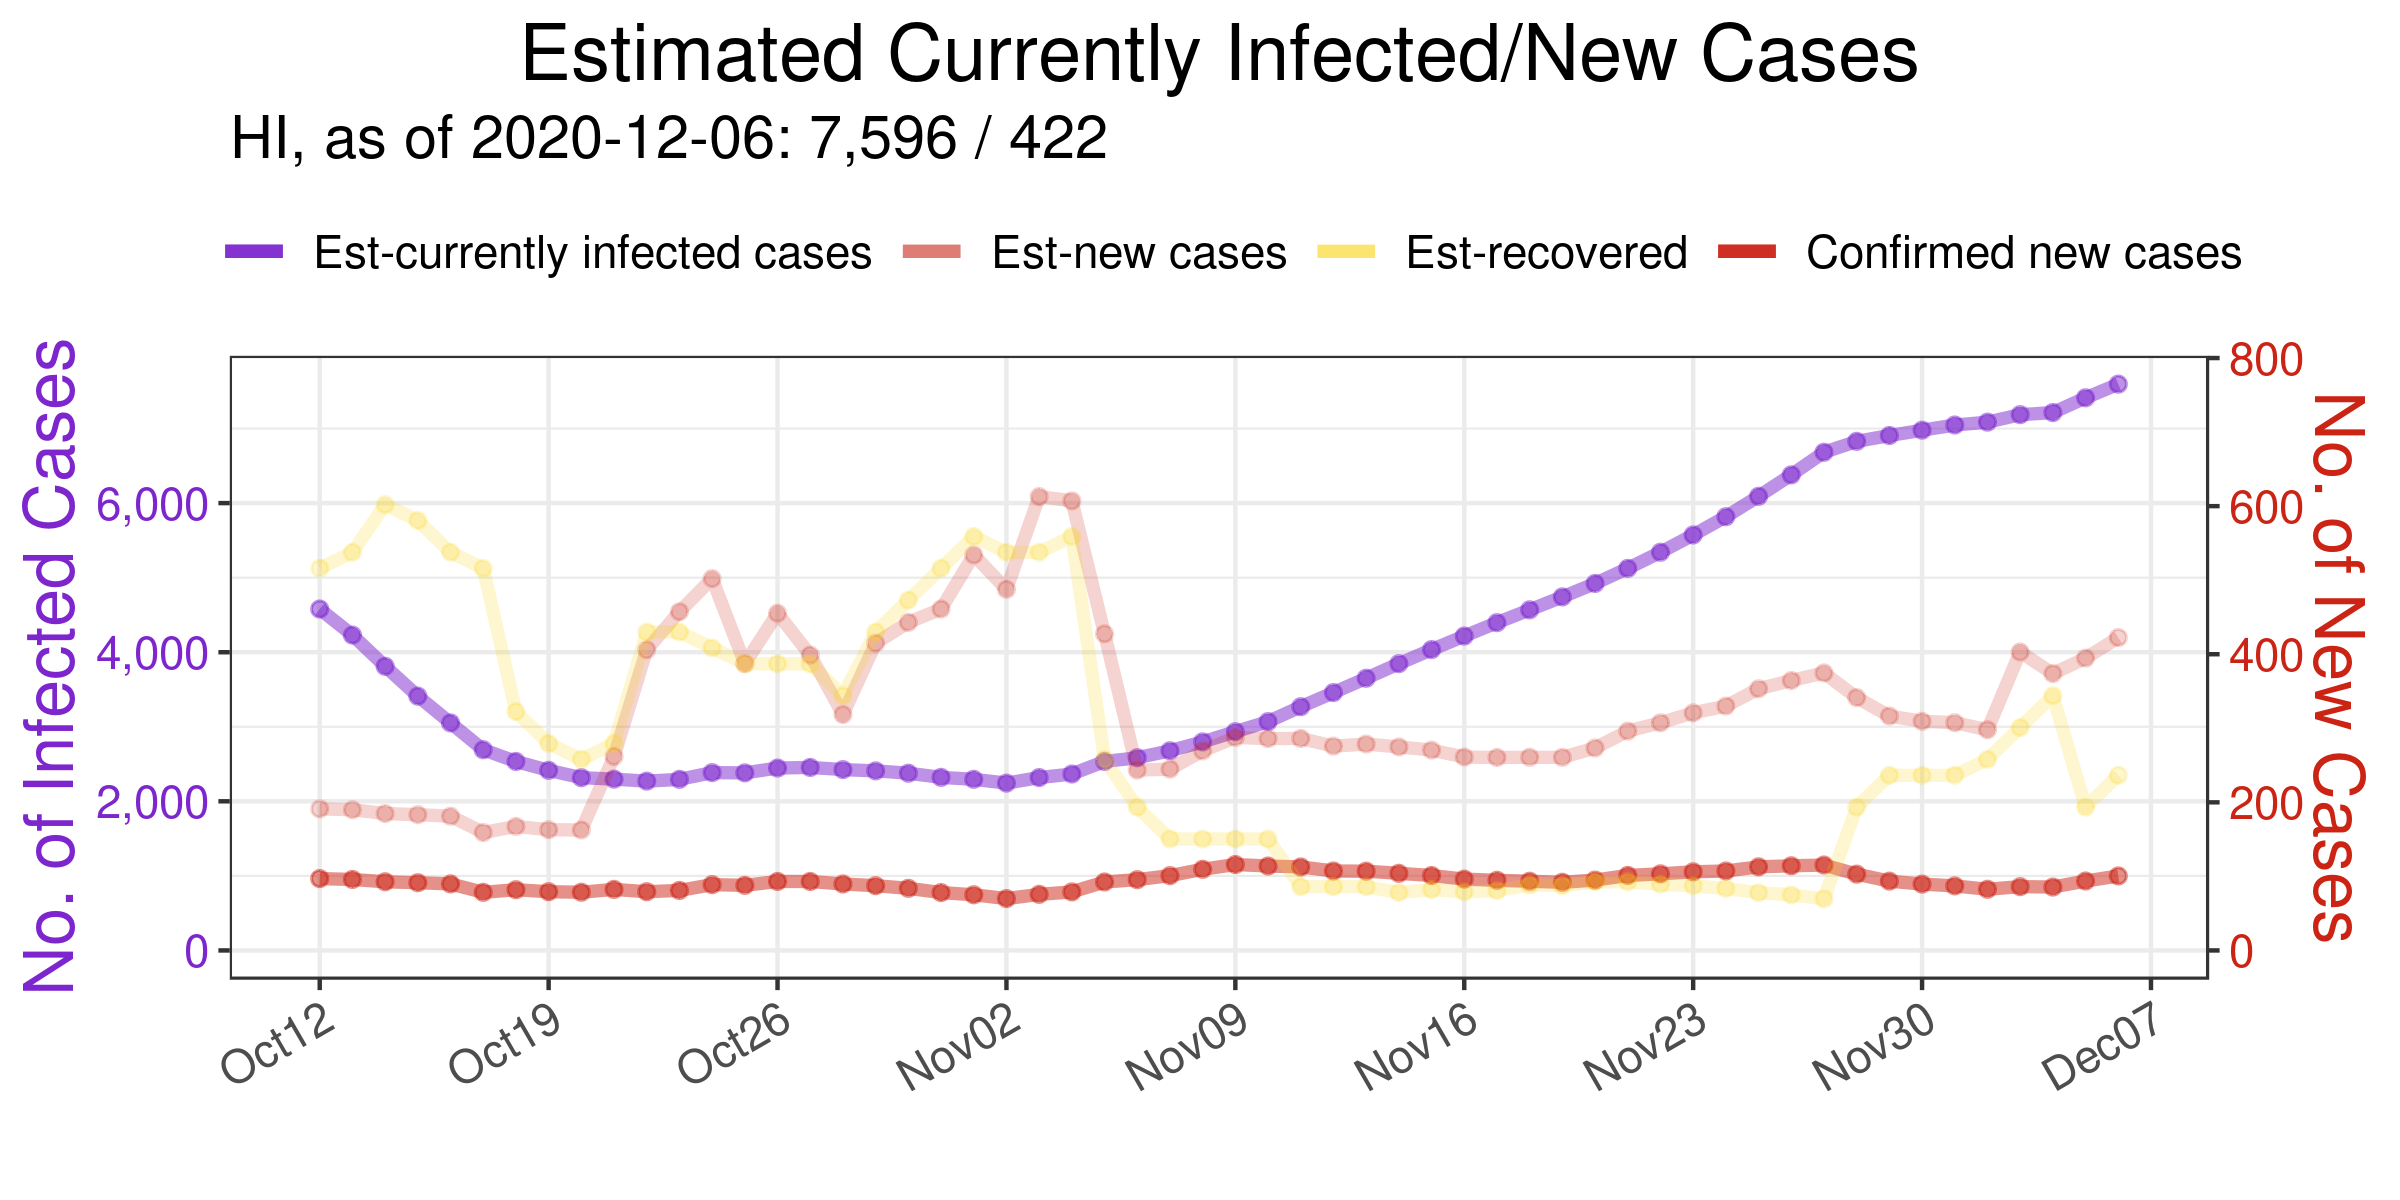 Estimated Currently Infected/New Cases
HI, as of 2020-12-06: 7,596 / 422
Est-currently infected cases Est-new cases Est-recovered Confirmed new cases
No. of Infected Cases
6,000
4,000
2,000
0
800
600
400
200
0
No. of New Cases
Oct12 Oct19 Oct26 Nov02 Nov09 Nov16 Nov23 Nov30 Dec07